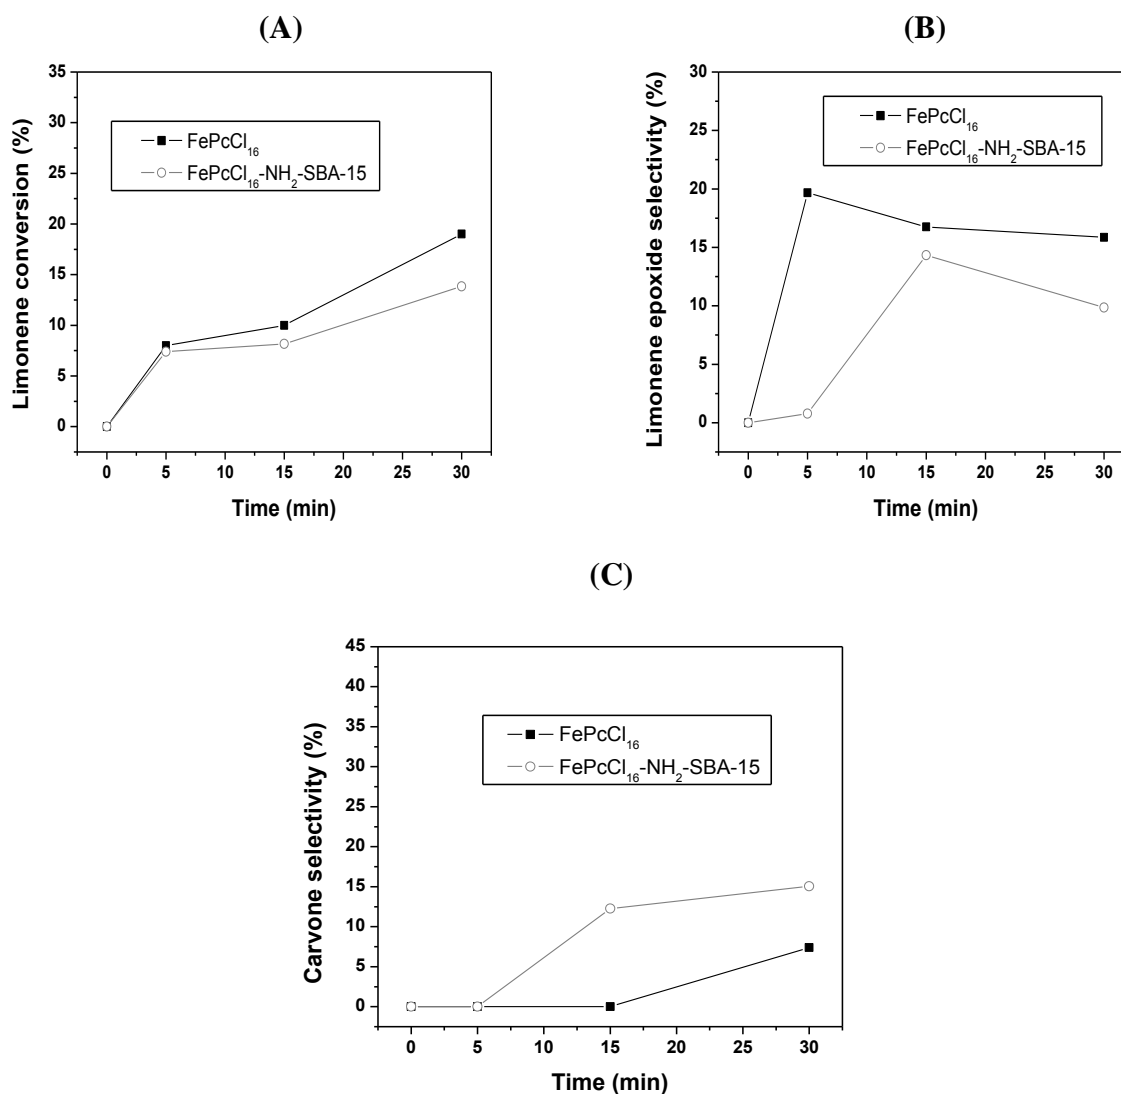 (A)
Limonene conversion (%)
35
30
25
20
15
10
5
0
FePcCl₁₆
FePcCl₁₆-NH₂-SBA-15
0 5 10 15 20 25 30
Time (min)
(B)
Limonene epoxide selectivity (%)
30
25
20
15
10
5
0
FePcCl₁₆
FePcCl₁₆-NH₂-SBA-15
0 5 10 15 20 25 30
Time (min)
(C)
Carvone selectivity (%)
45
40
35
30
25
20
15
10
5
0
FePcCl₁₆
FePcCl₁₆-NH₂-SBA-15
0 5 10 15 20 25 30
Time (min)